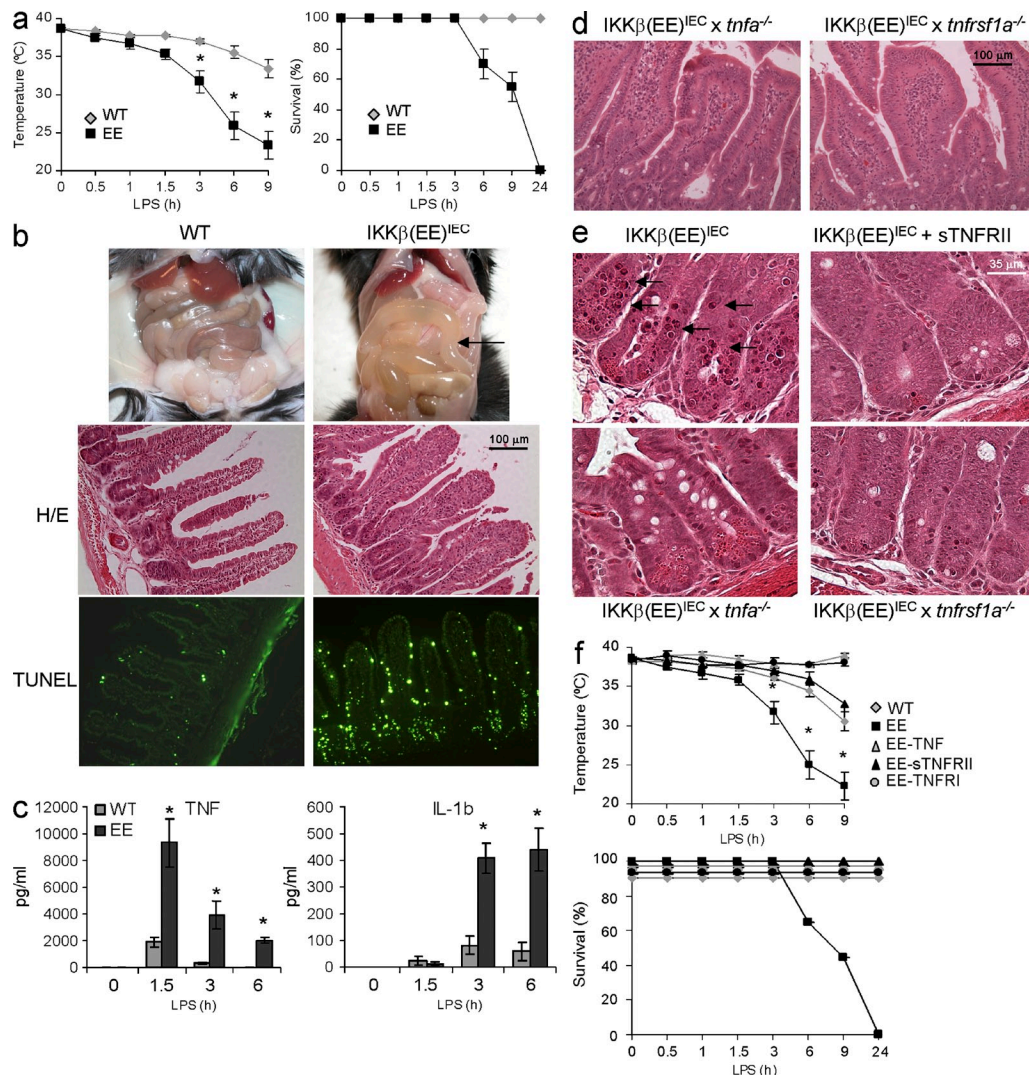 a
Temperature (ºC)
40
35
30
25
20
WT
EE
*
*
*
0 0.5 1 1.5 3 6 9
LPS (h)
Survival (%)
100
80
60
40
20
0
WT
EE
0 0.5 1 1.5 3 6 9 24
LPS (h)
b
WT
IKKβ(EE)IEC
H/E
100 μm
TUNEL
c
pg/ml
12000
10000
8000
6000
4000
2000
0
WT
EE
TNF
*
*
*
0 1.5 3 6
LPS (h)
pg/ml
600
500
400
300
200
100
0
IL-1b
*
*
0 1.5 3 6
LPS (h)
d
IKKβ(EE)IEC x tnfa-/-
IKKβ(EE)IEC x tnfrsf1a-/-
100 μm
e
IKKβ(EE)IEC
IKKβ(EE)IEC + sTNFRII
35 μm
IKKβ(EE)IEC x tnfa-/-
IKKβ(EE)IEC x tnfrsf1a-/-
f
Temperature (ºC)
40
35
30
25
20
*
*
*
WT
EE
EE-TNF
EE-sTNFRII
EE-TNFRI
0 0.5 1 1.5 3 6 9
LPS (h)
Survival (%)
100
80
60
40
20
0
0 0.5 1 1.5 3 6 9 24
LPS (h)